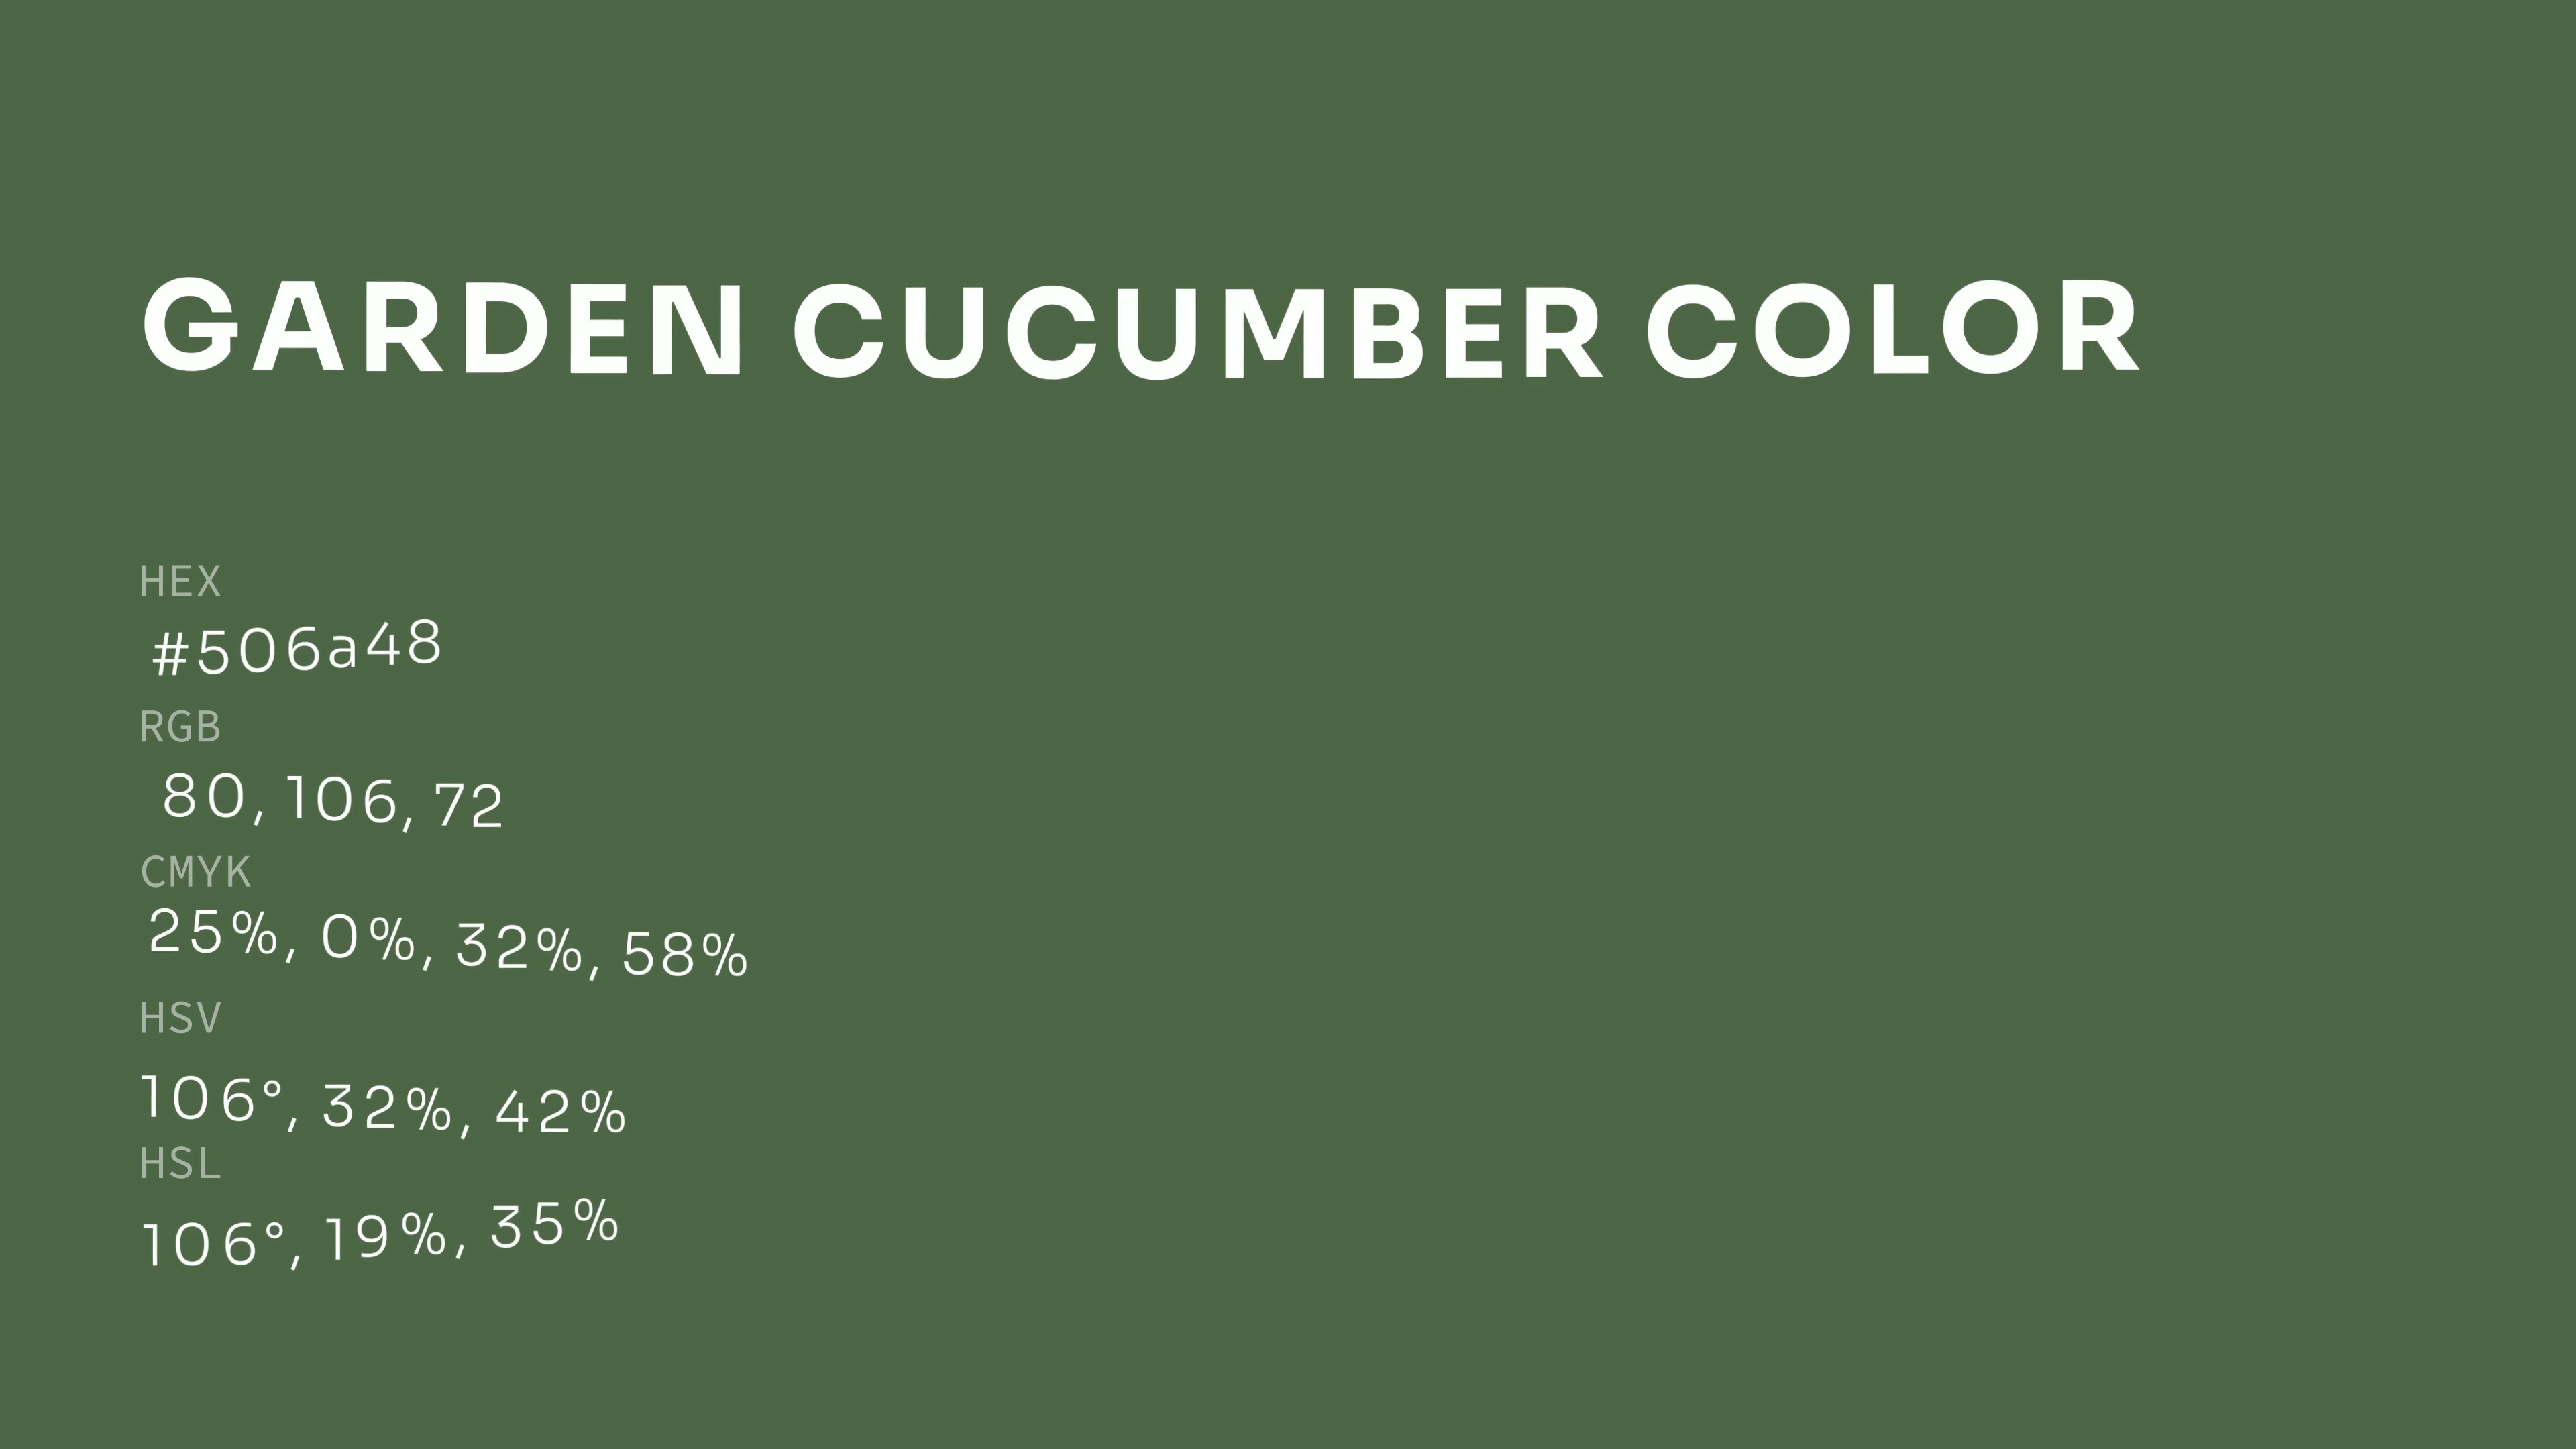 GARDEN CUCUMBER COLOR
HEX
#506a48
RGB
80, 106, 72
CMYK
25%, 0%, 32%, 58%
HSV
106°, 32%, 42%
HSL
106°, 19%, 35%